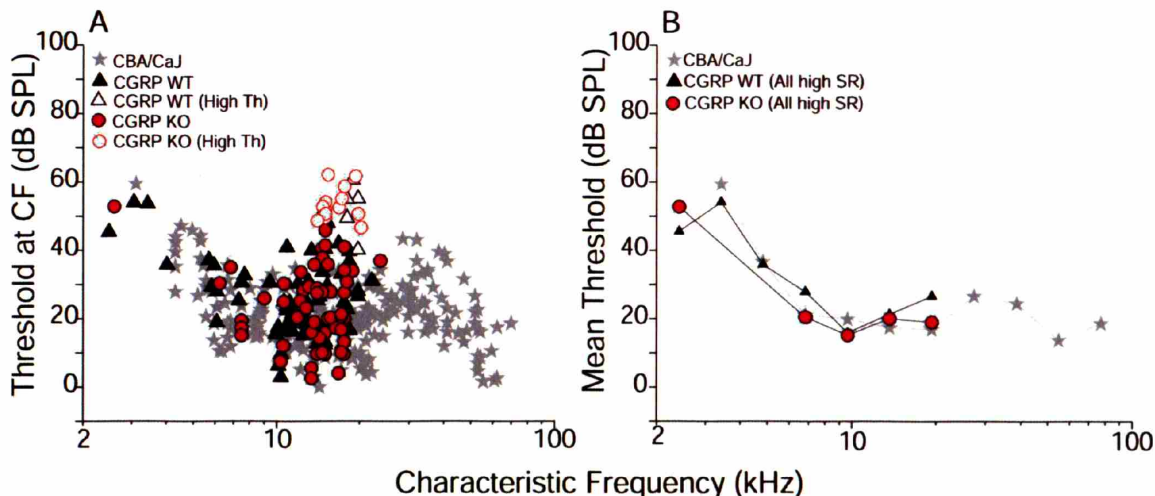 A
CBA/CaJ
CGRP WT
CGRP WT (High Th)
CGRP KO
CGRP KO (High Th)
Threshold at CF (dB SPL)
100
80
60
40
20
0
2
10
100
B
CBA/CaJ
CGRP WT (All high SR)
CGRP KO (All high SR)
Mean Threshold (dB SPL)
100
80
60
40
20
0
2
10
100
Characteristic Frequency (kHz)